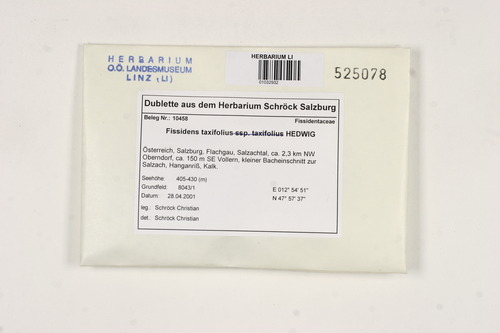 HERBARIUM
O.Ö. LANDESMUSEUM
LINZ (LI)
HERBARIUM LI
01092932
525078
Dublette aus dem Herbarium Schröck Salzburg
Beleg Nr.: 10458 Fissidentaceae
Fissidens taxifolius ssp. taxifolius HEDWIG
Österreich, Salzburg, Flachgau, Salzachtal, ca. 2,3 km NW
Oberndorf, ca. 150 m SE Vollern, kleiner Bacheinschnitt zur
Salzach, Hanganriß, Kalk.
Seehöhe: 405-430 (m)
Grundfeld: 8043/1 E 012° 54' 51"
Datum: 28.04.2001 N 47° 57' 37"
leg.: Schröck Christian
det.: Schröck Christian